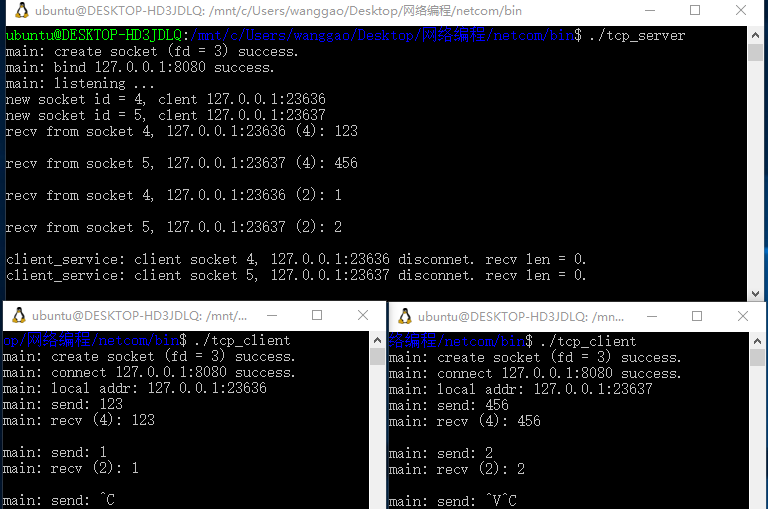 ubuntu@DESKTOP-HD3JDLQ: /mnt/c/Users/wanggao/Desktop/网络编程/netcom/bin
ubuntu@DESKTOP-HD3JDLQ:/mnt/c/Users/wanggao/Desktop/网络编程/netcom/bin$ ./tcp_server
main: create socket (fd = 3) success.
main: bind 127.0.0.1:8080 success.
main: listening ...
new socket id = 4, clent 127.0.0.1:23636
new socket id = 5, clent 127.0.0.1:23637
recv from socket 4, 127.0.0.1:23636 (4): 123
recv from socket 5, 127.0.0.1:23637 (4): 456
recv from socket 4, 127.0.0.1:23636 (2): 1
recv from socket 5, 127.0.0.1:23637 (2): 2
client_service: client socket 4, 127.0.0.1:23636 disconnet. recv len = 0.
client_service: client socket 5, 127.0.0.1:23637 disconnet. recv len = 0.
ubuntu@DESKTOP-HD3JDLQ: /mnt/...
op/网络编程/netcom/bin$ ./tcp_client
main: create socket (fd = 3) success.
main: connect 127.0.0.1:8080 success.
main: local addr: 127.0.0.1:23636
main: send: 123
main: recv (4): 123
main: send: 1
main: recv (2): 1
main: send: ^C
ubuntu@DESKTOP-HD3JDLQ: /mn...
络编程/netcom/bin$ ./tcp_client
main: create socket (fd = 3) success.
main: connect 127.0.0.1:8080 success.
main: local addr: 127.0.0.1:23637
main: send: 456
main: recv (4): 456
main: send: 2
main: recv (2): 2
main: send: ^V^C